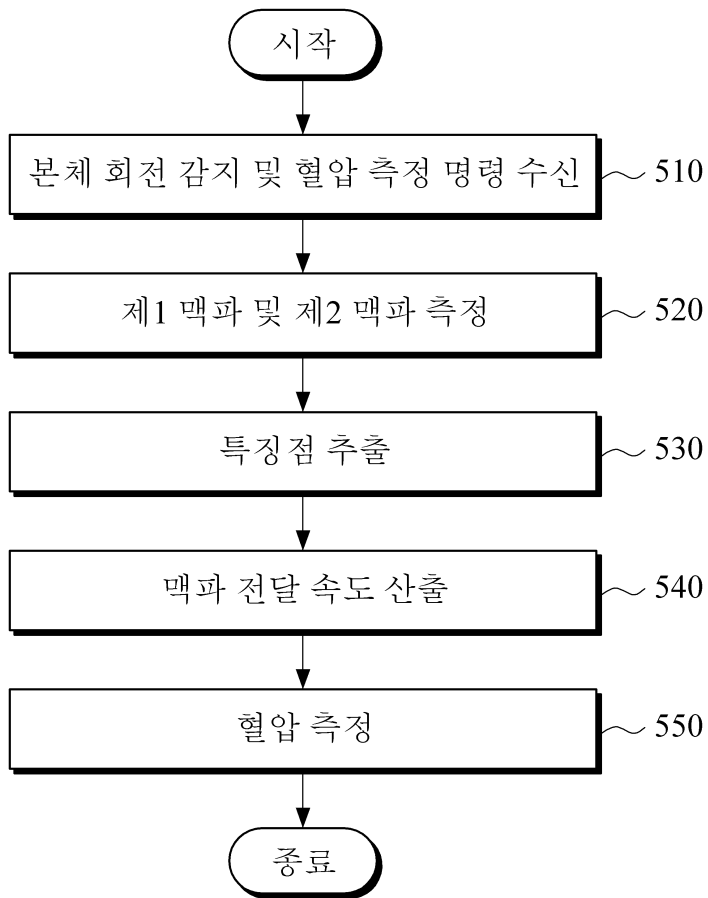 시작
본체 회전 감지 및 혈압 측정 명령 수신 510
제1 맥파 및 제2 맥파 측정 520
특징점 추출 530
맥파 전달 속도 산출 540
혈압 측정 550
종료